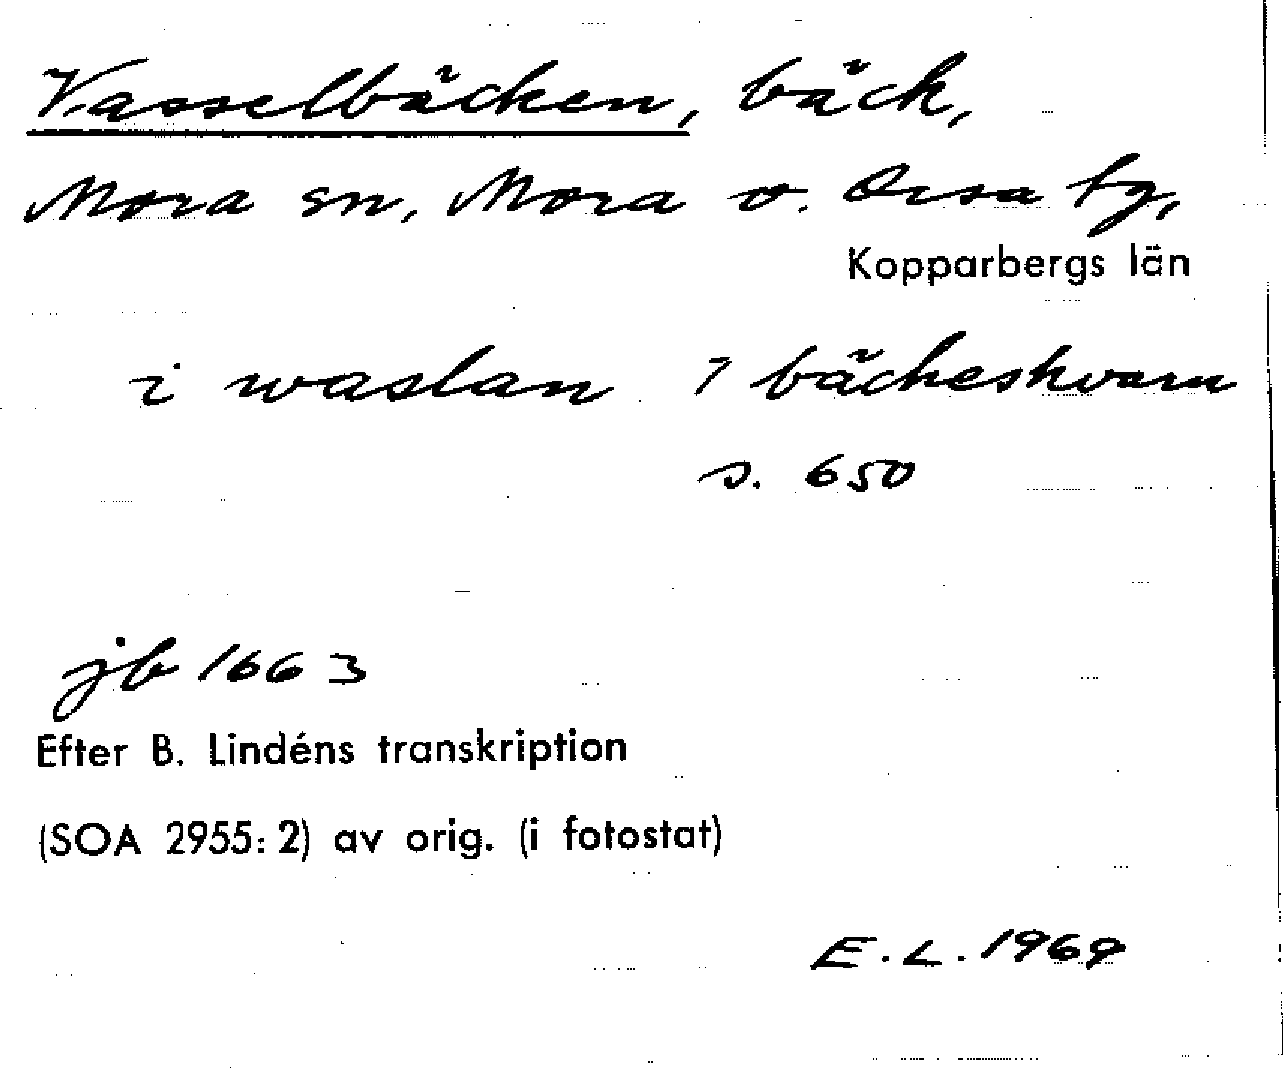 Vasselbäcken, bäck,
Mora sn, Mora o. Orsa tg,
Kopparbergs län
i waslan 7 bäckeskvarn
s. 650
jb 1663
Efter B. Lindéns transkription
(SOA 2955:2) av orig. (i fotostat)
E.L. 1969